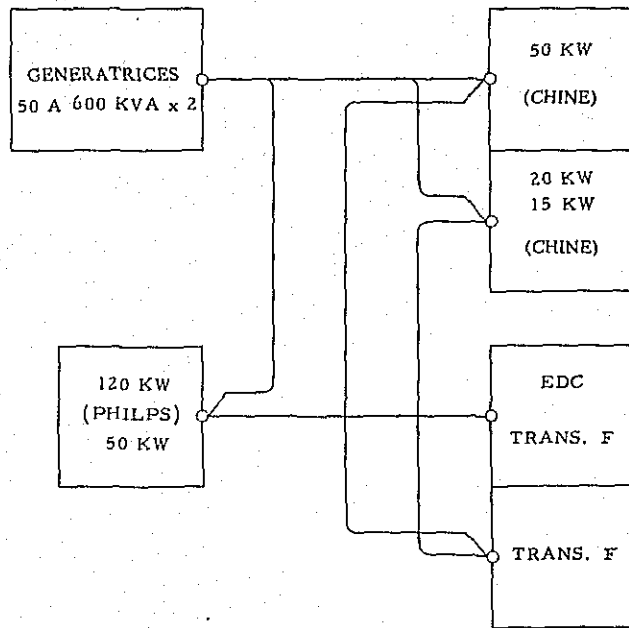 GENERATRICES
50 A 600 KVA x 2
50 KW
(CHINE)
20 KW
15 KW
(CHINE)
120 KW
(PHILPS)
50 KW
EDC
TRANS. F
TRANS. F